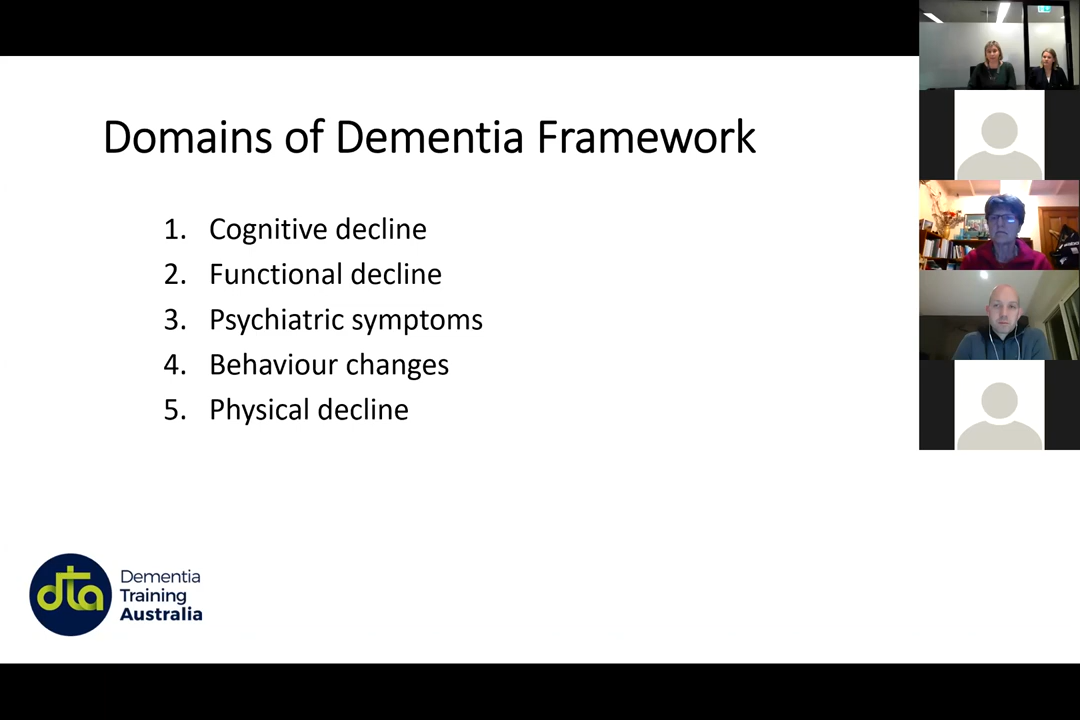 Domains of Dementia Framework
1. Cognitive decline
2. Functional decline
3. Psychiatric symptoms
4. Behaviour changes
5. Physical decline
dta
Dementia
Training
Australia